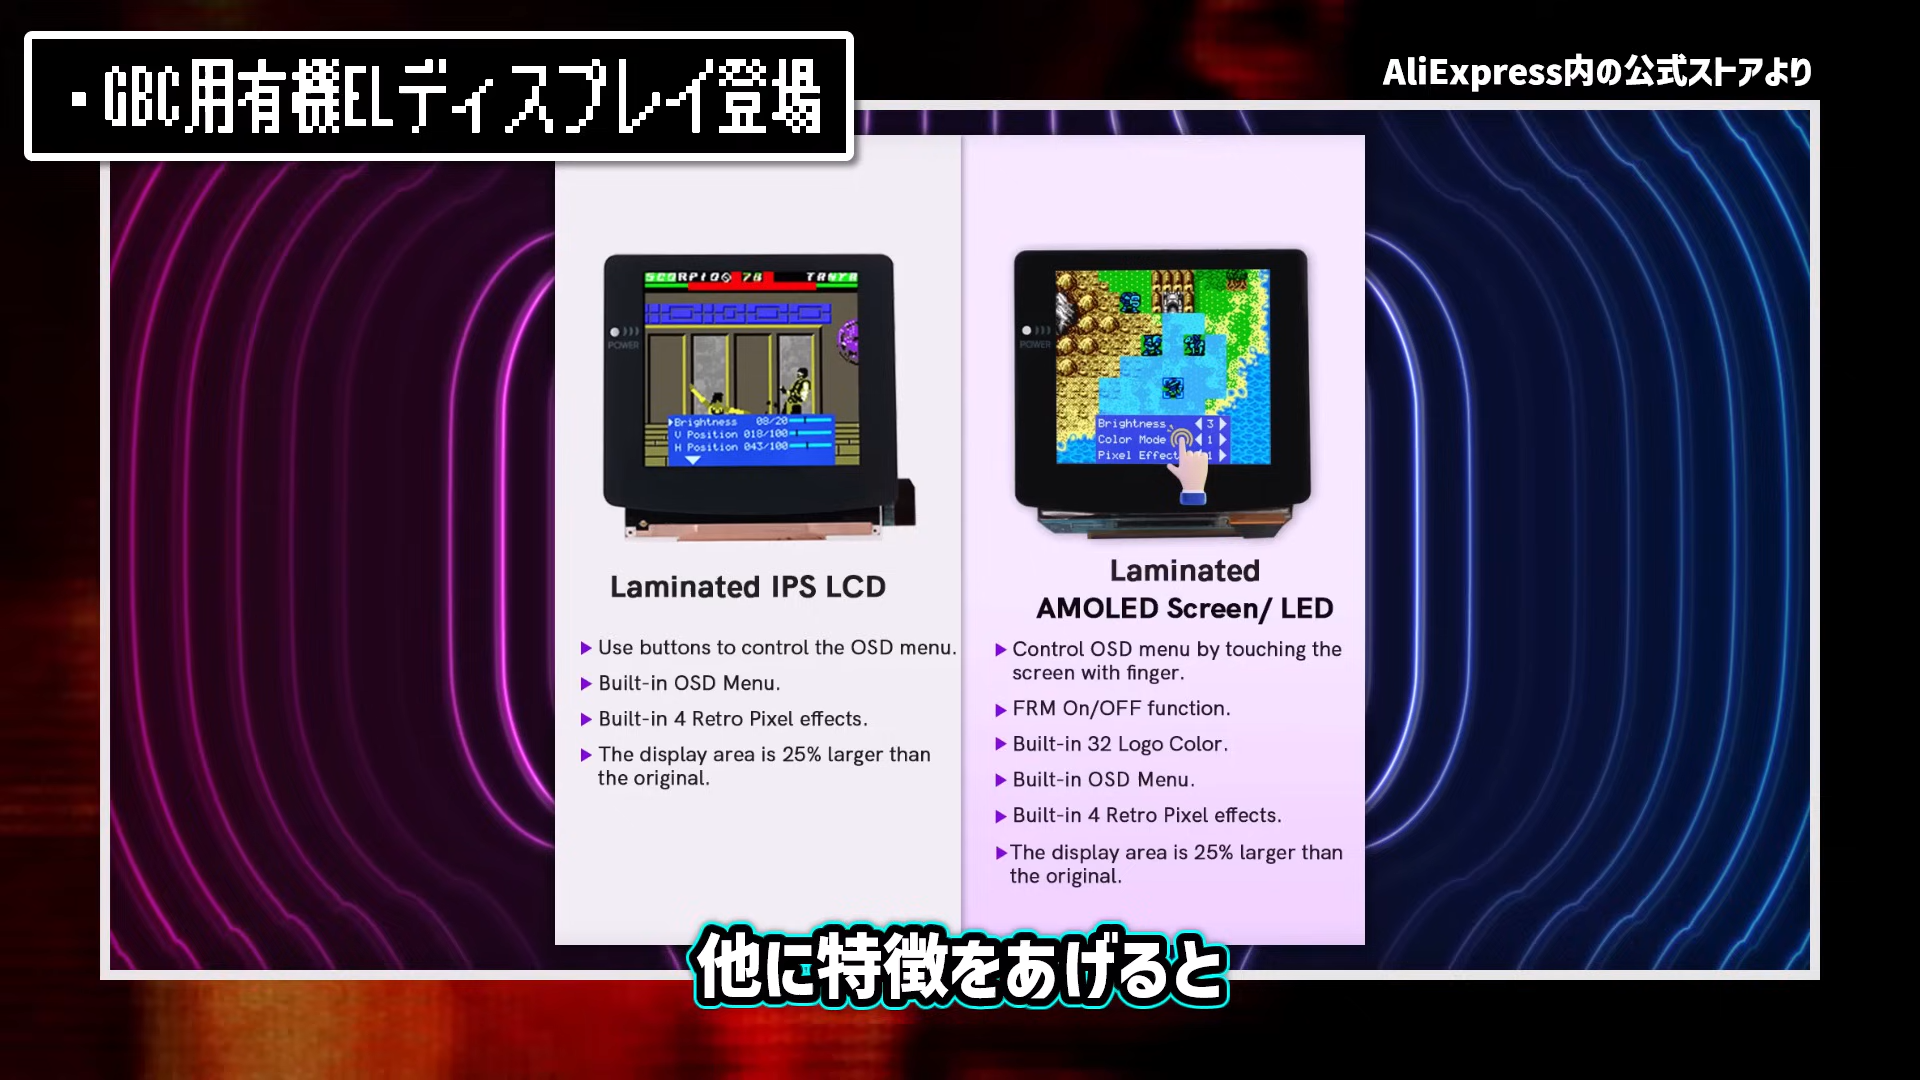 ・GBC用有機ELディスプレイ登場
AliExpress内の公式ストアより
SCORPION 78 TANYA
POWER
Brightness 08/20
V Position 018/100
H Position 043/100
Laminated IPS LCD
Use buttons to control the OSD menu.
Built-in OSD Menu.
Built-in 4 Retro Pixel effects.
The display area is 25% larger than
the original.
POWER
Brightness 3
Color Mode 1
Pixel Effect 1
Laminated
AMOLED Screen/ LED
Control OSD menu by touching the
screen with finger.
FRM On/OFF function.
Built-in 32 Logo Color.
Built-in OSD Menu.
Built-in 4 Retro Pixel effects.
The display area is 25% larger than
the original.
他に特徴をあげると